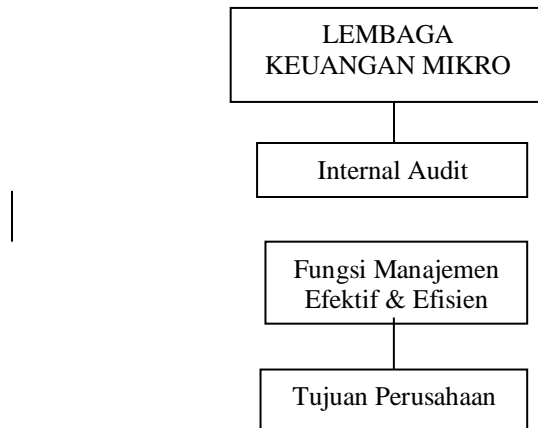 LEMBAGA
KEUANGAN MIKRO
Internal Audit
Fungsi Manajemen
Efektif & Efisien
Tujuan Perusahaan